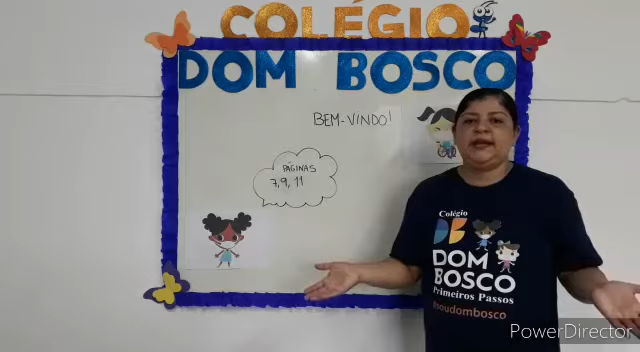 COLÉGIO
DOM BOSCO
BEM-VINDO!
PÁGINAS
7,9, 11
Colégio
DB
DOM
BOSCO
Primeiros Passos
#soudombosco
PowerDirector